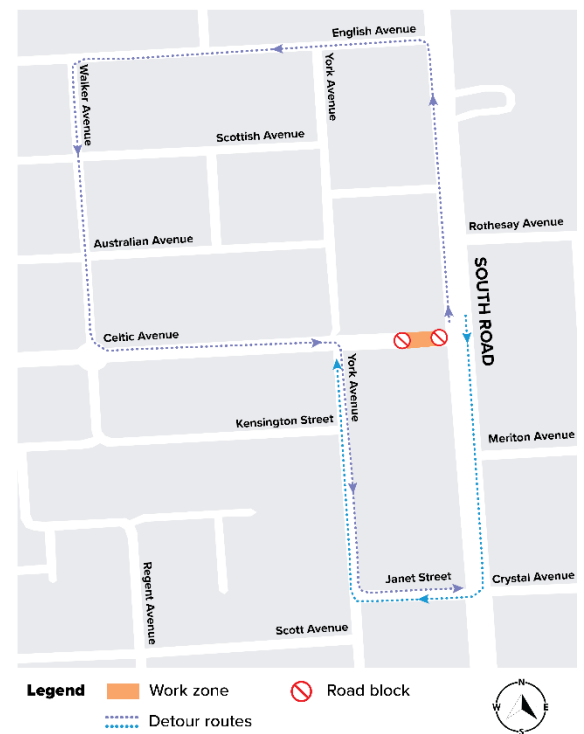 English Avenue
Walker Avenue
York Avenue
Scottish Avenue
Rothesay Avenue
Australian Avenue
SOUTH ROAD
Celtic Avenue
York Avenue
Kensington Street
Meriton Avenue
Janet Street
Crystal Avenue
Regent Avenue
Scott Avenue
Legend
Work zone
Road block
Detour routes
N
W
E
S